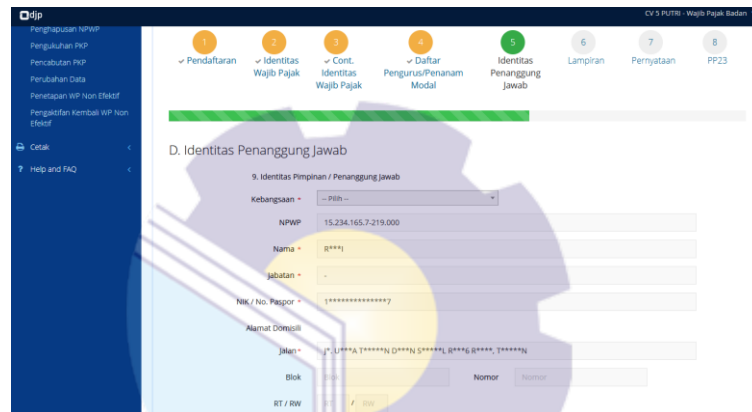 djp
CV 5 PUTRI - Wajib Pajak Badan
Penghapusan NPWP
Pengukuhan PKP
Pencabutan PKP
Perubahan Data
Penetapan WP Non Efektif
Pengaktifan Kembali WP Non
Efektif
Cetak
? Help and FAQ
1
Pendaftaran
2
Identitas
Wajib Pajak
3
Cont.
Identitas
Wajib Pajak
4
Daftar
Pengurus/Penanam
Modal
5
Identitas
Penanggung
Jawab
6
Lampiran
7
Pernyataan
8
PP23
D. Identitas Penanggung Jawab
9. Identitas Pimpinan / Penanggung Jawab
Kebangsaan * -- Pilih --
NPWP 15.234.165.7-219.000
Nama * R***I
Jabatan * -
NIK / No. Paspor * 1**************7
Alamat Domisili
Jalan * J*. U***A T*****N D***N S*****L R***6 R****, T*****N
Blok Blok Nomor Nomor
RT / RW RT / RW